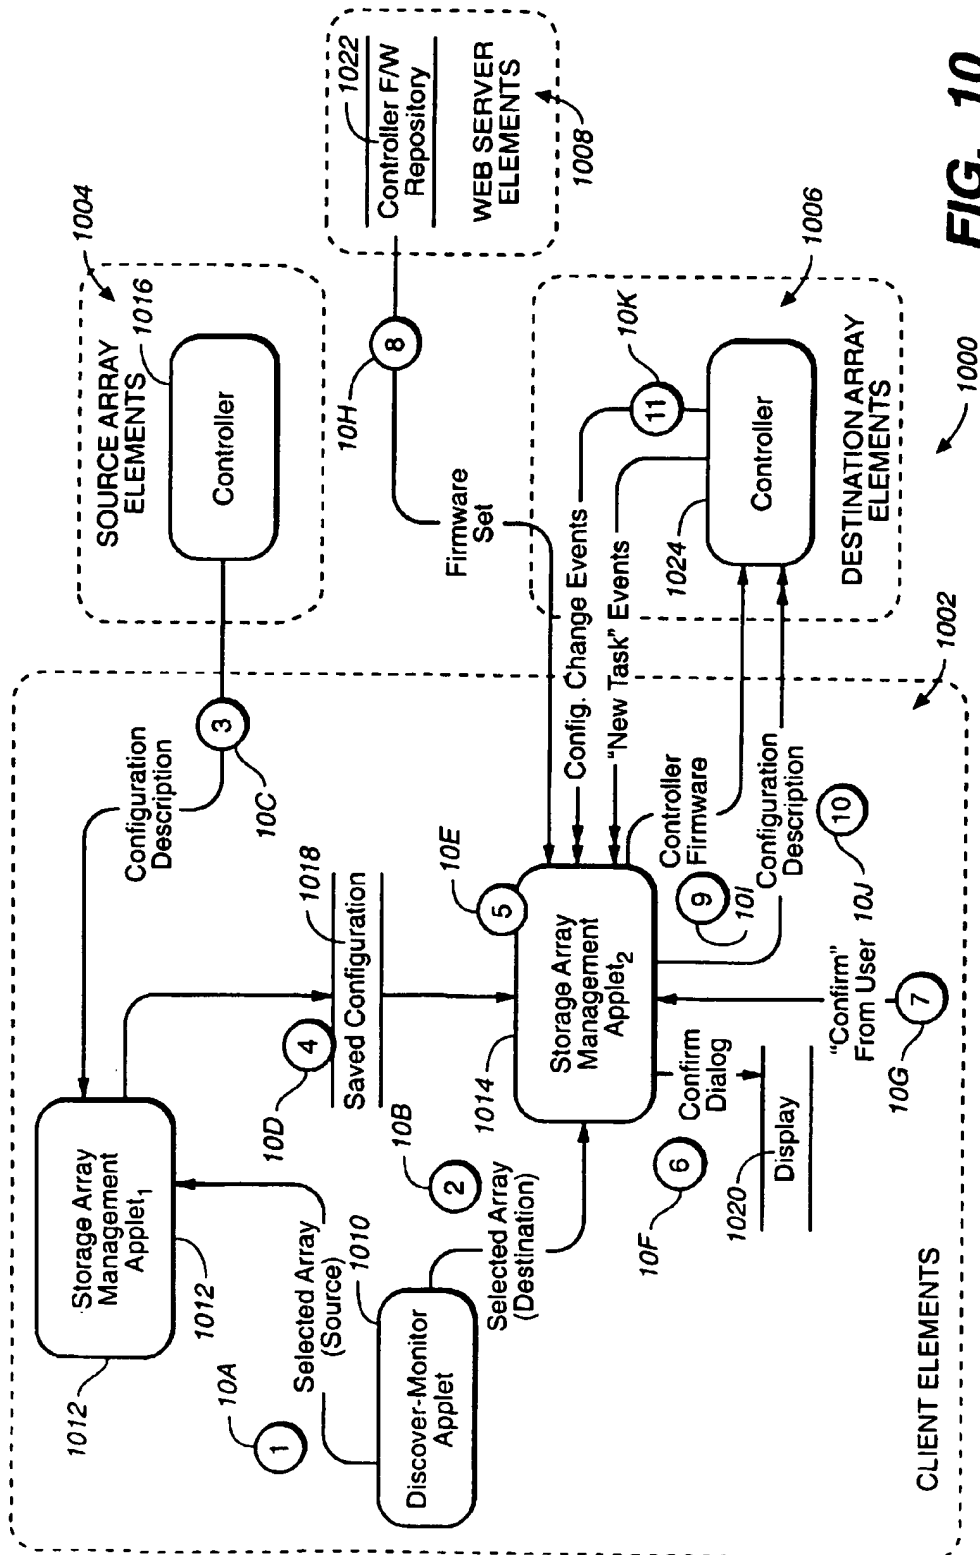 1012
Storage Array
Management
Applet1
1012
10A
1
Selected Array
(Source)
1010
Discover-Monitor
Applet
Configuration
Description
3
10C
SOURCE ARRAY
ELEMENTS
1004
1016
Controller
10D
4
1018
Saved Configuration
10B
2
Selected Array
(Destination)
10E
5
1014
Storage Array
Management
Applet2
10F
6
Confirm
Dialog
1020
Display
"Confirm"
From User
7
10G
10H
8
Firmware
Set
1022
Controller F/W
Repository
WEB SERVER
ELEMENTS
1008
Config. Change Events
"New Task" Events
11
10K
Controller
Firmware
9
10I
Configuration
Description
10
10J
1006
1024
Controller
DESTINATION ARRAY
ELEMENTS
CLIENT ELEMENTS
1002
1000
FIG. 10